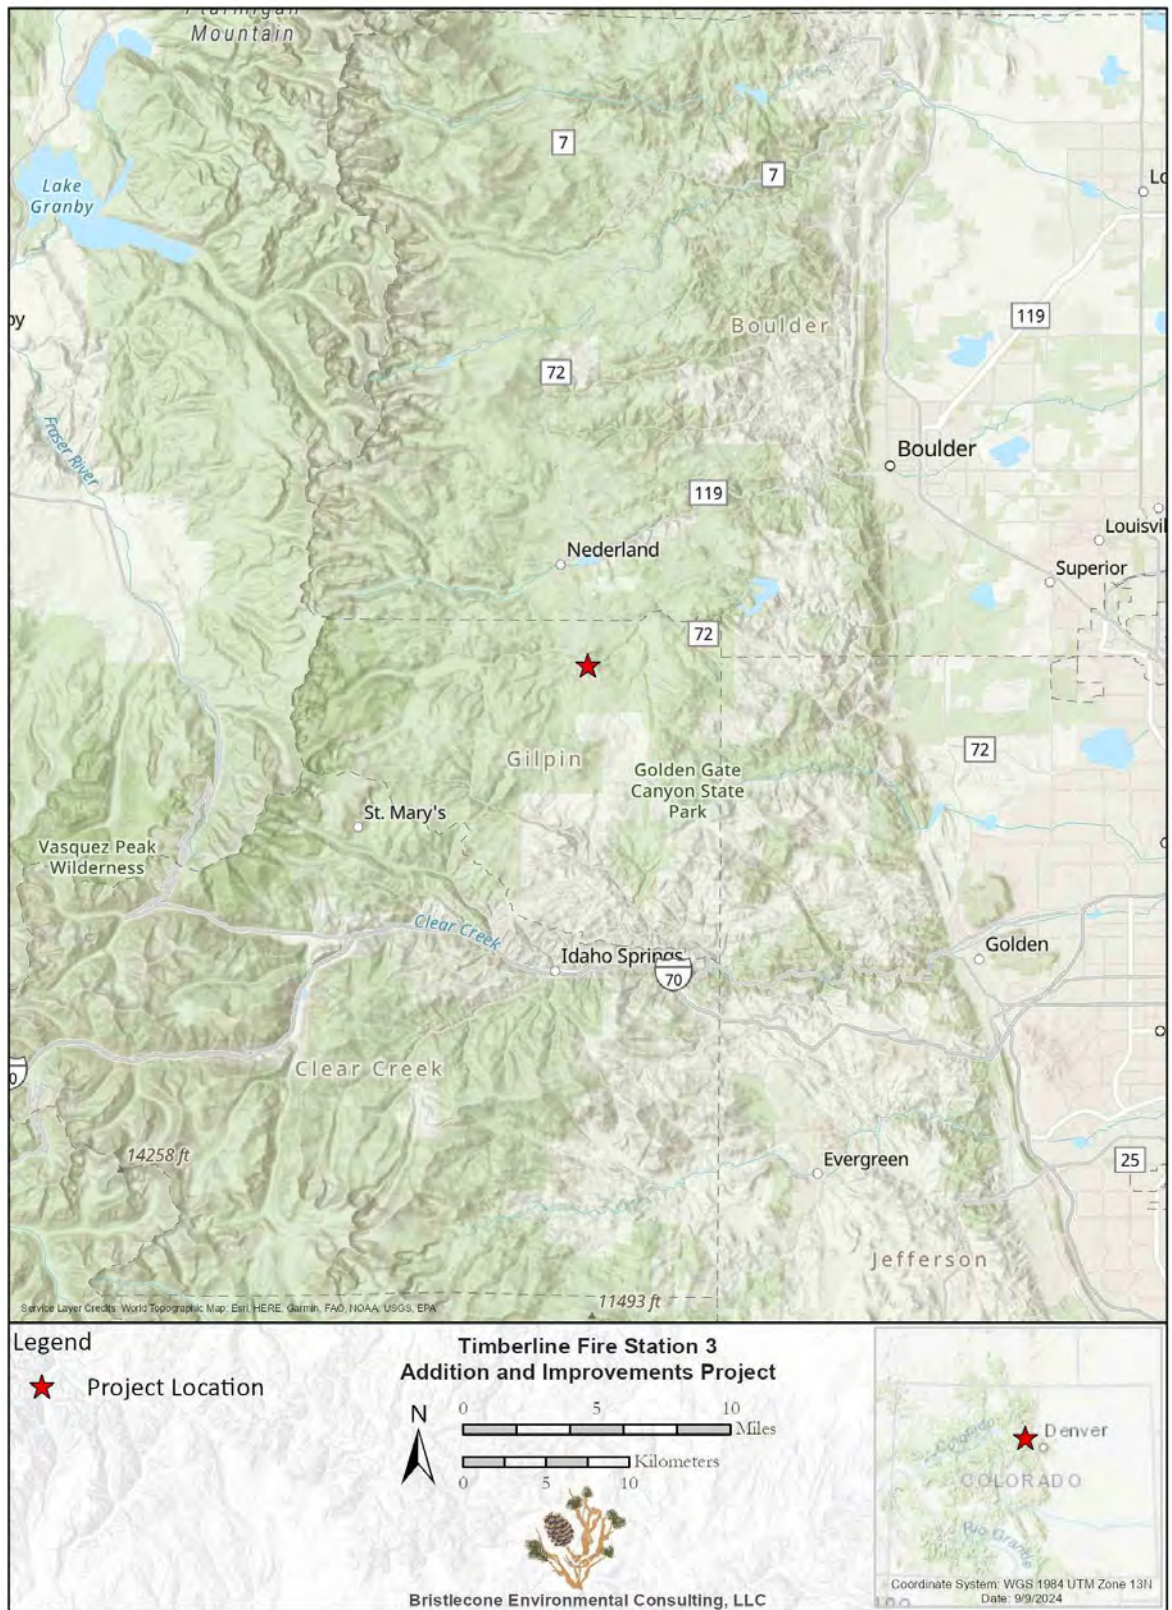 Mountain
Lake
Granby
7
7
119
Boulder
72
Fraser River
Boulder
119
Nederland
Louisvil
Superior
72
Gilpin
72
Golden Gate
Canyon State
Park
St. Mary's
Vasquez Peak
Wilderness
Clear Creek
Idaho Springs
70
Golden
Clear Creek
14258 ft
Evergreen
25
Jefferson
11493 ft
Service Layer Credits: World Topographic Map: Esri, HERE, Garmin, FAO, NOAA, USGS, EPA
Legend
Project Location
Timberline Fire Station 3
Addition and Improvements Project
N
0 5 10
Miles
Kilometers
0 5 10
Bristlecone Environmental Consulting, LLC
Colorado
Denver
COLORADO
Rio Grande
Coordinate System: WGS 1984 UTM Zone 13N
Date: 9/9/2024